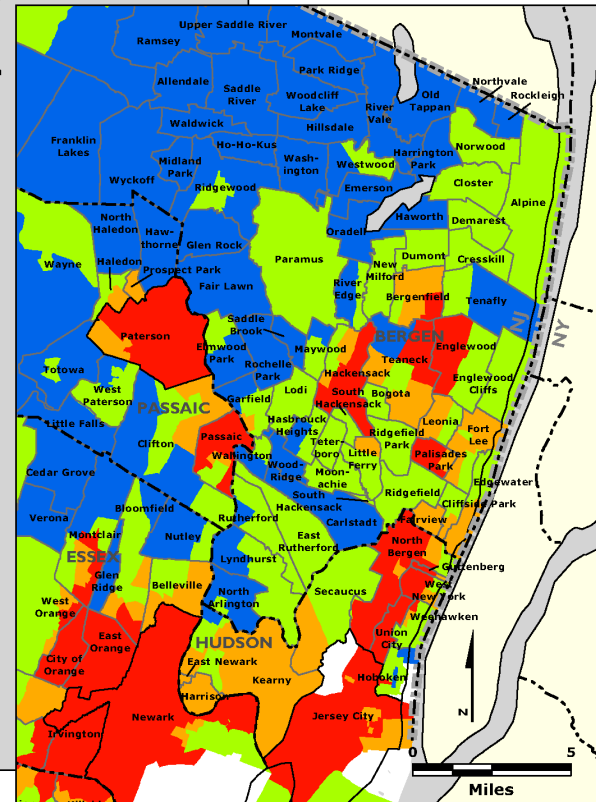 Upper Saddle River
Ramsey
Montvale
Park Ridge
Allendale
Saddle
River
Woodcliff
Lake
Northvale
Old
Tappan
Rockleigh
River
Vale
Waldwick
Hillsdale
Franklin
Lakes
Ho-Ho-Kus
Norwood
Midland
Park
Wash-
ington
Westwood
Harrington
Park
Wyckoff
Ridgewood
Emerson
Closter
Alpine
North
Haledon
Haw-
thorne
Oradell
Haworth
Demarest
Glen Rock
Wayne
Haledon
Prospect Park
Paramus
New
Milford
Dumont
Cresskill
Fair Lawn
River
Edge
Bergenfield
Tenafly
Saddle
Brook
NJ
NY
Paterson
Elmwood
Park
Maywood
BERGEN
Teaneck
Englewood
Rochelle
Park
Hackensack
Totowa
West
Paterson
Lodi
South
Hackensack
Bogota
Englewood
Cliffs
PASSAIC
Garfield
Little Falls
Hasbrouck
Heights
Leonia
Fort
Lee
Clifton
Passaic
Teter-
boro
Ridgefield
Park
Wallington
Little
Ferry
Palisades
Park
Cedar Grove
Wood-
Ridge
Moon-
achie
Edgewater
South
Hackensack
Ridgefield
Cliffside Park
Bloomfield
Verona
Rutherford
Carlstadt
Fairview
Montclair
Nutley
East
Rutherford
North
Bergen
ESSEX
Lyndhurst
Guttenberg
Glen
Ridge
Belleville
North
Arlington
Secaucus
West
New York
West
Orange
Weehawken
East
Orange
HUDSON
Union
City
City of
Orange
East Newark
Kearny
Hoboken
Harrison
Newark
Jersey City
N
Irvington
0
5
Miles